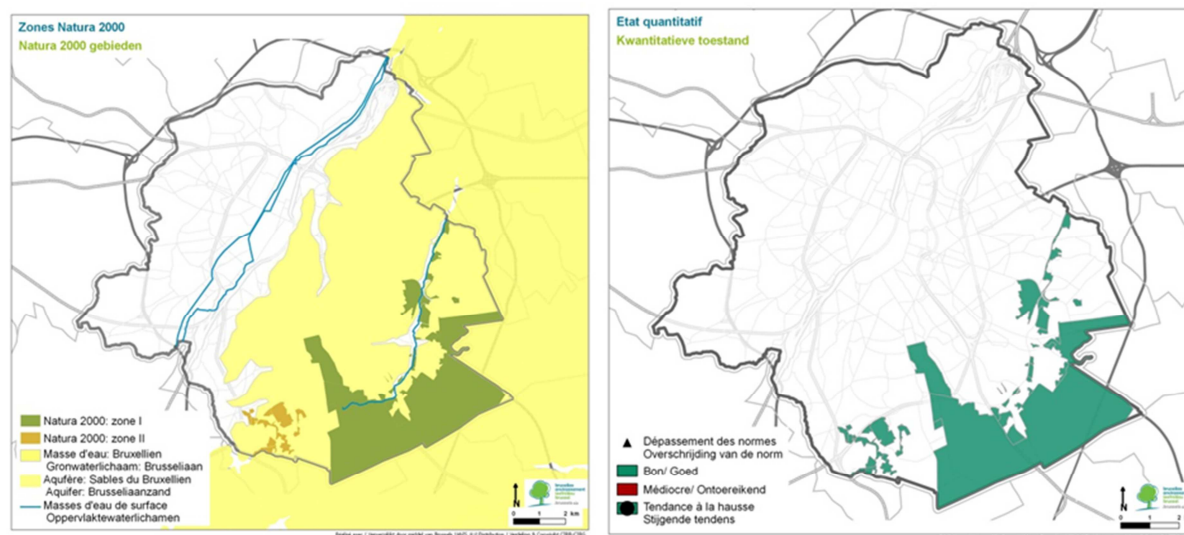 Zones Natura 2000
Natura 2000 gebieden
Natura 2000: zone I
Natura 2000: zone II
Masse d'eau: Bruxellien
Gronwaterlichaam: Brusseliaan
Aquifère: Sables du Bruxellien
Aquifer: Brusseliaanzand
Masses d'eau de surface
Oppervlaktewaterlichamen
N
0 1 2 km
Etat quantitatif
Kwantitatieve toestand
Dépassement des normes
Overschrijding van de norm
Bon/ Goed
Médiocre/ Ontoereikend
Tendance à la hausse
Stijgende tendens
N
0 1 2